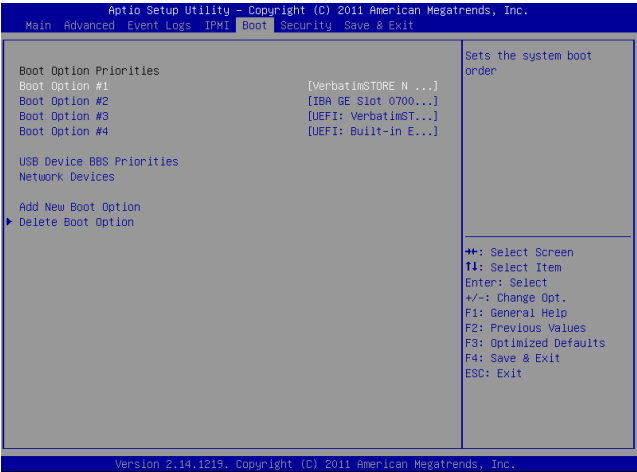 Aptio Setup Utility – Copyright (C) 2011 American Megatrends, Inc.
Main Advanced Event Logs IPMI Boot Security Save & Exit
Boot Option Priorities
Boot Option #1 [VerbatimSTORE N ...]
Boot Option #2 [IBA GE Slot 0700...]
Boot Option #3 [UEFI: VerbatimST...]
Boot Option #4 [UEFI: Built-in E...]
USB Device BBS Priorities
Network Devices
Add New Boot Option
Delete Boot Option
Sets the system boot
order
→←: Select Screen
↑↓: Select Item
Enter: Select
+/-: Change Opt.
F1: General Help
F2: Previous Values
F3: Optimized Defaults
F4: Save & Exit
ESC: Exit
Version 2.14.1219. Copyright (C) 2011 American Megatrends, Inc.